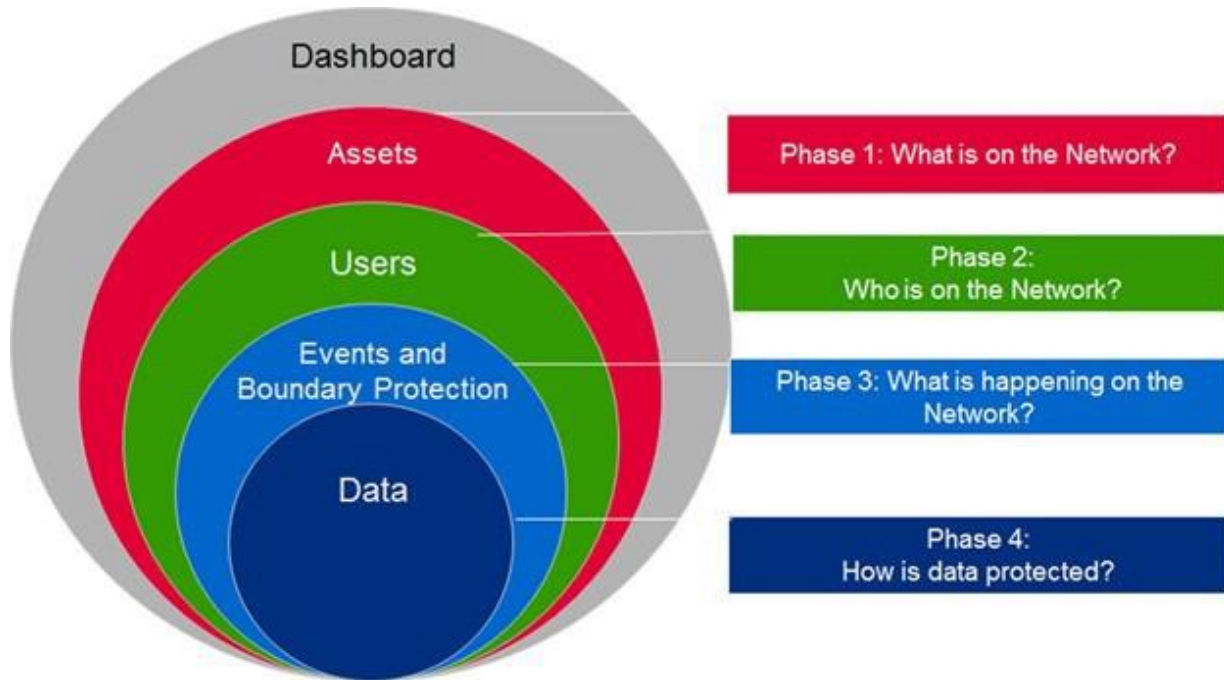 Dashboard
Assets
Users
Events and
Boundary Protection
Data
Phase 1: What is on the Network?
Phase 2:
Who is on the Network?
Phase 3: What is happening on the
Network?
Phase 4:
How is data protected?